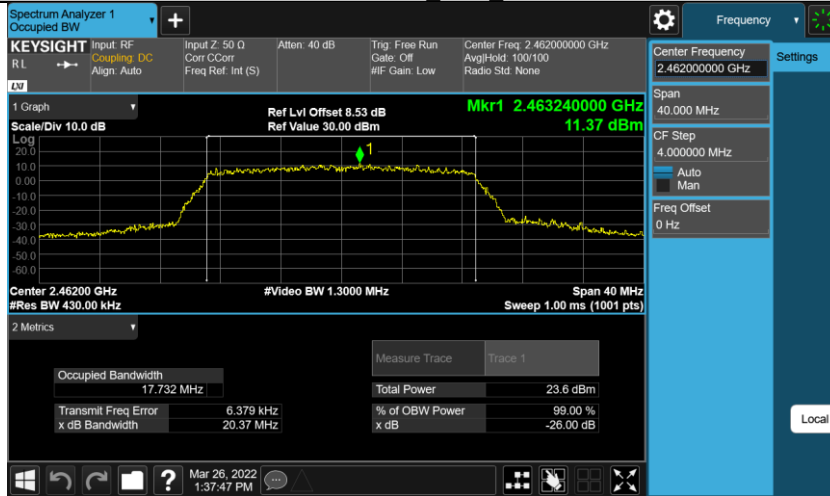 Spectrum Analyzer 1
Occupied BW
Frequency
KEYSIGHT
RL
LXI
Input: RF
Coupling: DC
Align: Auto
Input Z: 50 Ω
Corr CCorr
Freq Ref: Int (S)
Atten: 40 dB
Trig: Free Run
Gate: Off
#IF Gain: Low
Center Freq: 2.462000000 GHz
Avg|Hold: 100/100
Radio Std: None
Center Frequency
2.462000000 GHz
Settings
Span
40.000 MHz
CF Step
4.000000 MHz
Auto
Man
Freq Offset
0 Hz
Local
1 Graph
Scale/Div 10.0 dB
Ref Lvl Offset 8.53 dB
Ref Value 30.00 dBm
Mkr1 2.463240000 GHz
11.37 dBm
Log
20.0
10.0
0.00
-10.0
-20.0
-30.0
-40.0
-50.0
-60.0
1
Center 2.46200 GHz
#Video BW 1.3000 MHz
Span 40 MHz
#Res BW 430.00 kHz
Sweep 1.00 ms (1001 pts)
2 Metrics
Measure Trace
Trace 1
Occupied Bandwidth
17.732 MHz
Total Power
23.6 dBm
Transmit Freq Error
6.379 kHz
% of OBW Power
99.00 %
x dB Bandwidth
20.37 MHz
x dB
-26.00 dB
?
Mar 26, 2022
1:37:47 PM